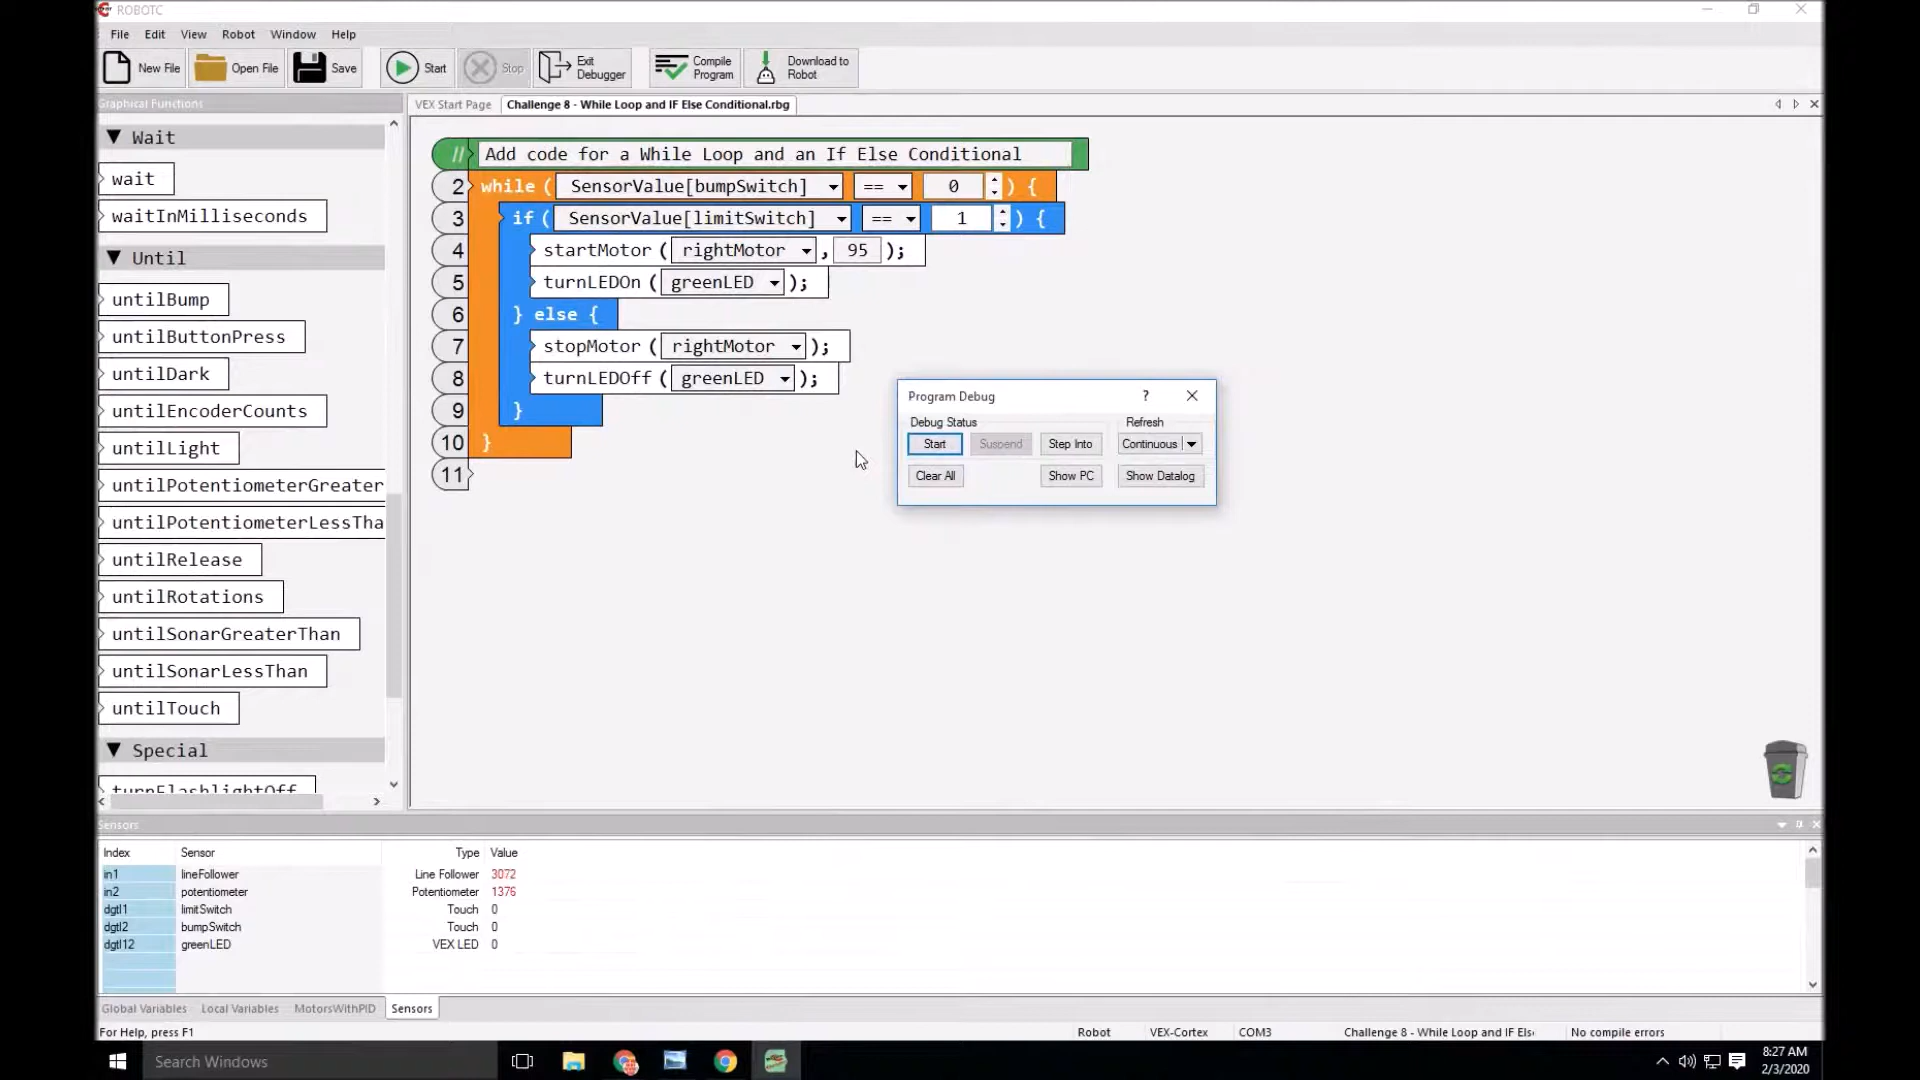 ROBOTC
File Edit View Robot Window Help
New File Open File Save Start Stop Exit Debugger Compile Program Download to Robot
Graphical Functions
VEX Start Page Challenge 8 - While Loop and IF Else Conditional.rbg
Wait
wait
waitInMilliseconds
Until
untilBump
untilButtonPress
untilDark
untilEncoderCounts
untilLight
untilPotentiometerGreater
untilPotentiometerLessTha
untilRelease
untilRotations
untilSonarGreaterThan
untilSonarLessThan
untilTouch
Special
turnFlashlightOff
// Add code for a While Loop and an If Else Conditional
2 while ( SensorValue[bumpSwitch] == 0 ) {
3 if ( SensorValue[limitSwitch] == 1 ) {
4 startMotor ( rightMotor , 95 );
5 turnLEDOn ( greenLED );
6 } else {
7 stopMotor ( rightMotor );
8 turnLEDOff ( greenLED );
9 }
10 }
11
Program Debug ?
Debug Status Refresh
Start Suspend Step Into Continuous
Clear All Show PC Show Datalog
Sensors
Index Sensor Type Value
in1 lineFollower Line Follower 3072
in2 potentiometer Potentiometer 1376
dgtl1 limitSwitch Touch 0
dgtl2 bumpSwitch Touch 0
dgtl12 greenLED VEX LED 0
Global Variables Local Variables MotorsWithPID Sensors
For Help, press F1 Robot VEX-Cortex COM3 Challenge 8 - While Loop and IF Els No compile errors
Search Windows 8:27 AM
2/3/2020